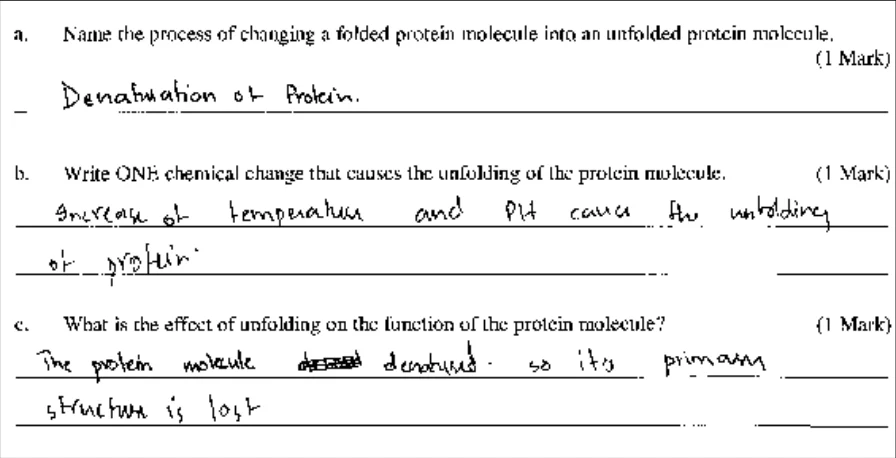 a. Name the process of changing a folded protein molecule into an unfolded protein molecule.
(1 Mark)
Denaturation of Protein.
b. Write ONE chemical change that causes the unfolding of the protein molecule. (1 Mark)
Increase of temperature and PH cause the unfolding
of protein.
c. What is the effect of unfolding on the function of the protein molecule? (1 Mark)
The protein molecule denatured. so its primary
structure is lost